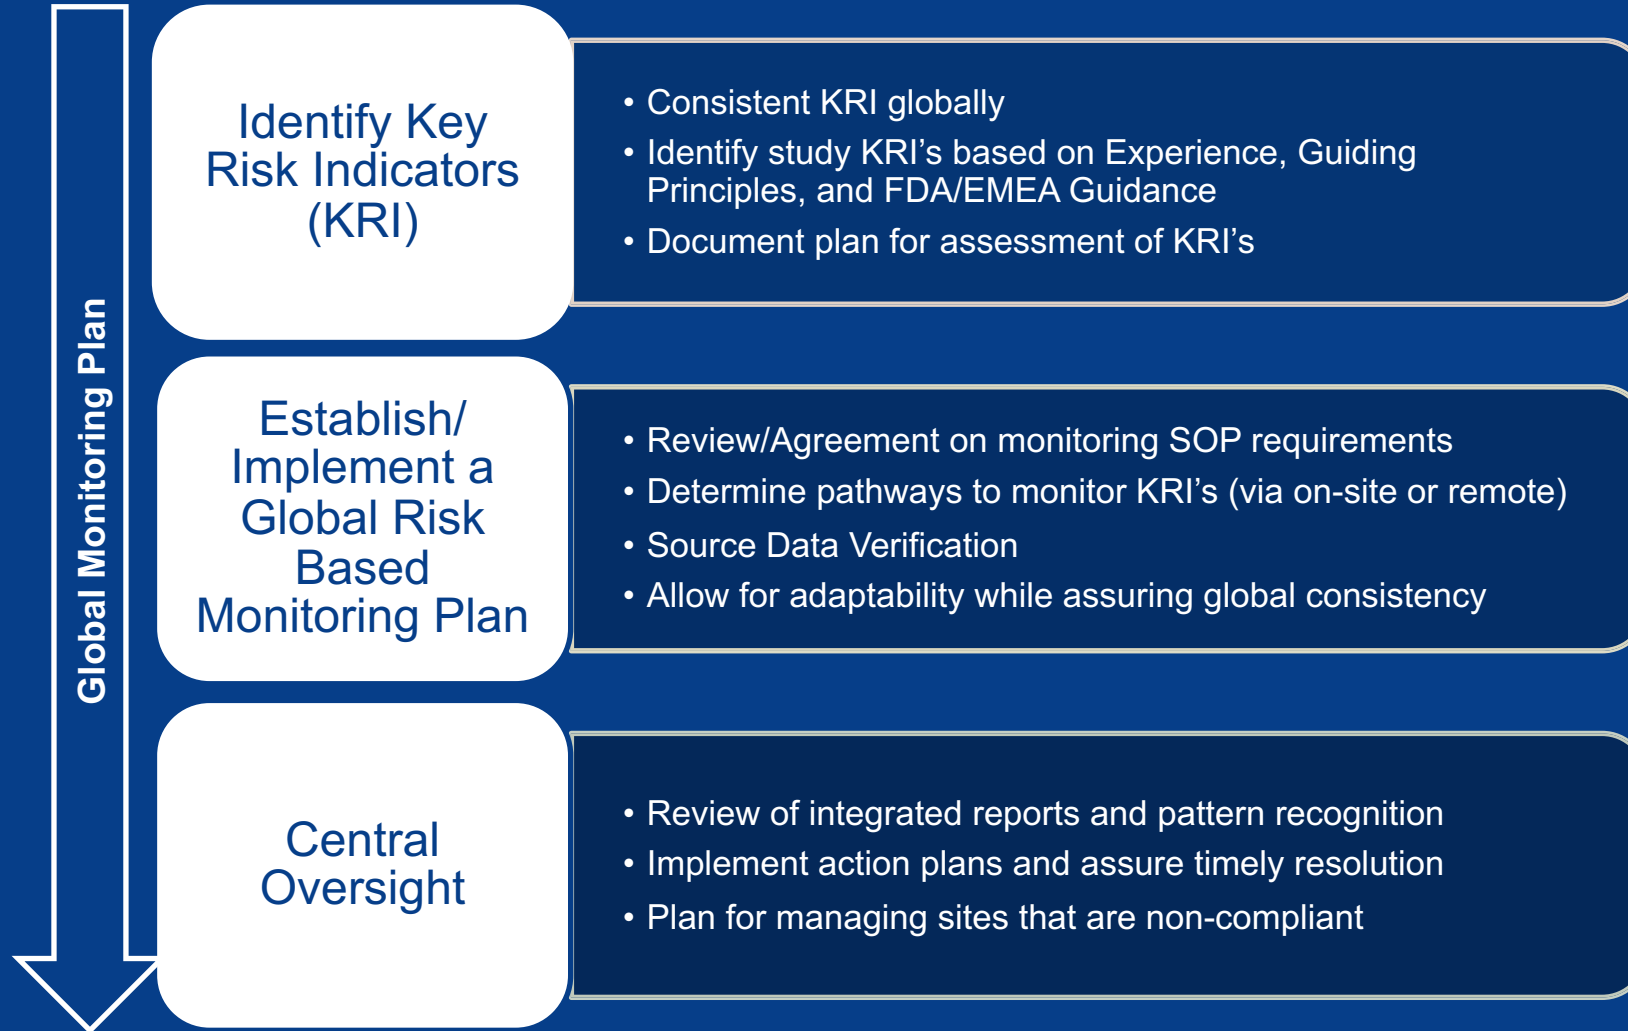 Global Monitoring Plan
Identify Key
Risk Indicators
(KRI)
• Consistent KRI globally
• Identify study KRI’s based on Experience, Guiding
Principles, and FDA/EMEA Guidance
• Document plan for assessment of KRI’s
Establish/
Implement a
Global Risk
Based
Monitoring Plan
• Review/Agreement on monitoring SOP requirements
• Determine pathways to monitor KRI’s (via on-site or remote)
• Source Data Verification
• Allow for adaptability while assuring global consistency
Central
Oversight
• Review of integrated reports and pattern recognition
• Implement action plans and assure timely resolution
• Plan for managing sites that are non-compliant